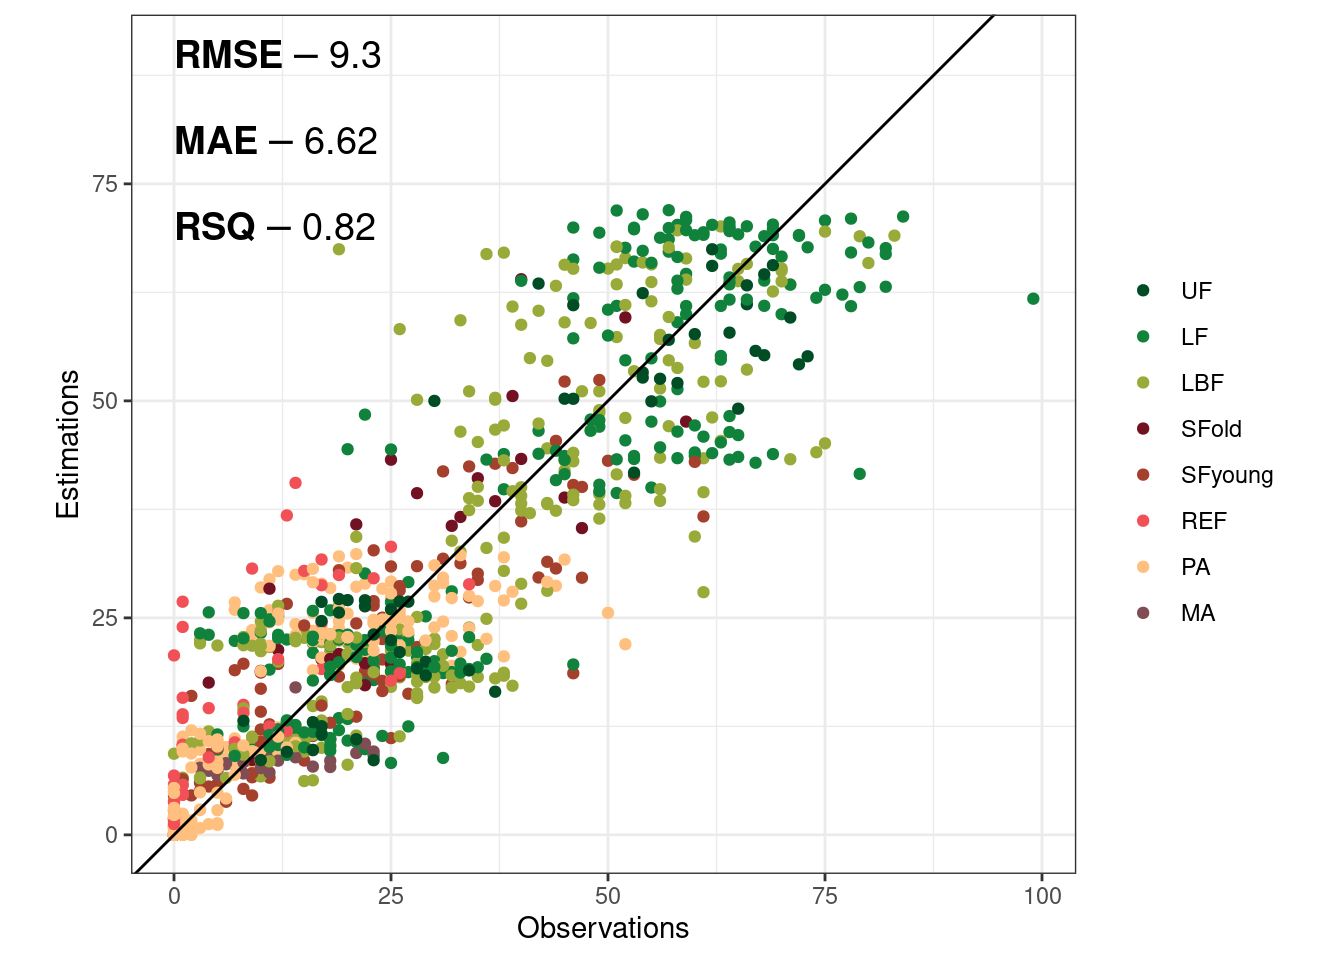 RMSE – 9.3
MAE – 6.62
RSQ – 0.82
75
50
25
0
0 25 50 75 100
Observations
Estimations
UF
LF
LBF
SFold
SFyoung
REF
PA
MA